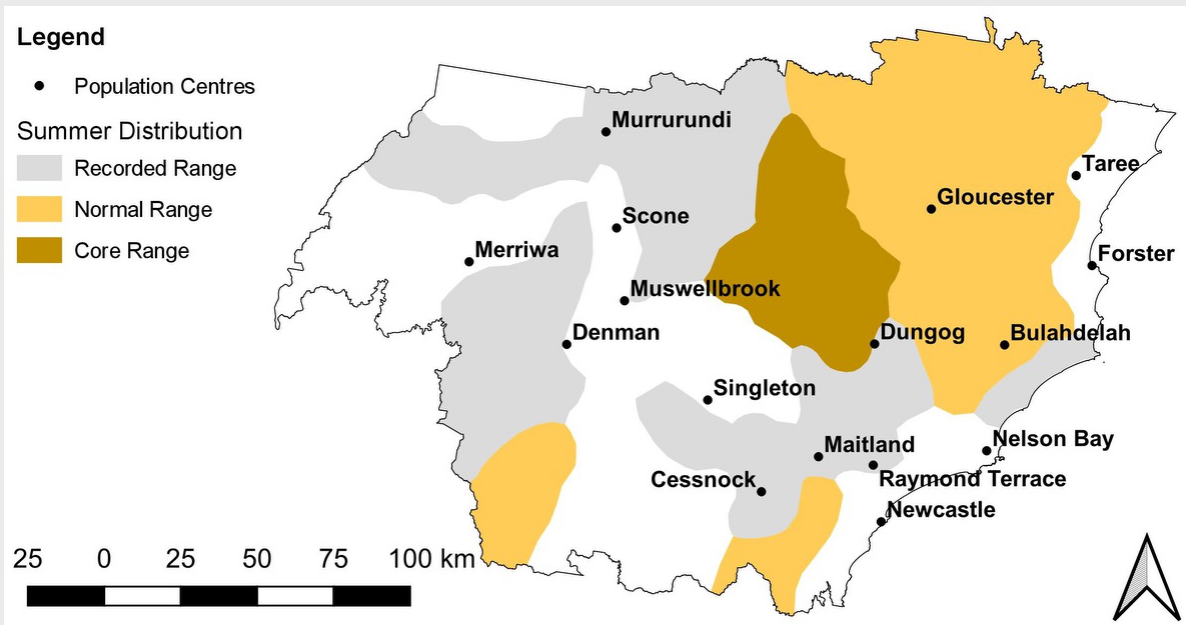 Legend
Population Centres
Summer Distribution
Recorded Range
Normal Range
Core Range
Murrurundi
Taree
Gloucester
Scone
Merriwa
Forster
Muswellbrook
Denman
Dungog
Bulahdelah
Singleton
Maitland
Nelson Bay
Cessnock
Raymond Terrace
Newcastle
25 0 25 50 75 100 km